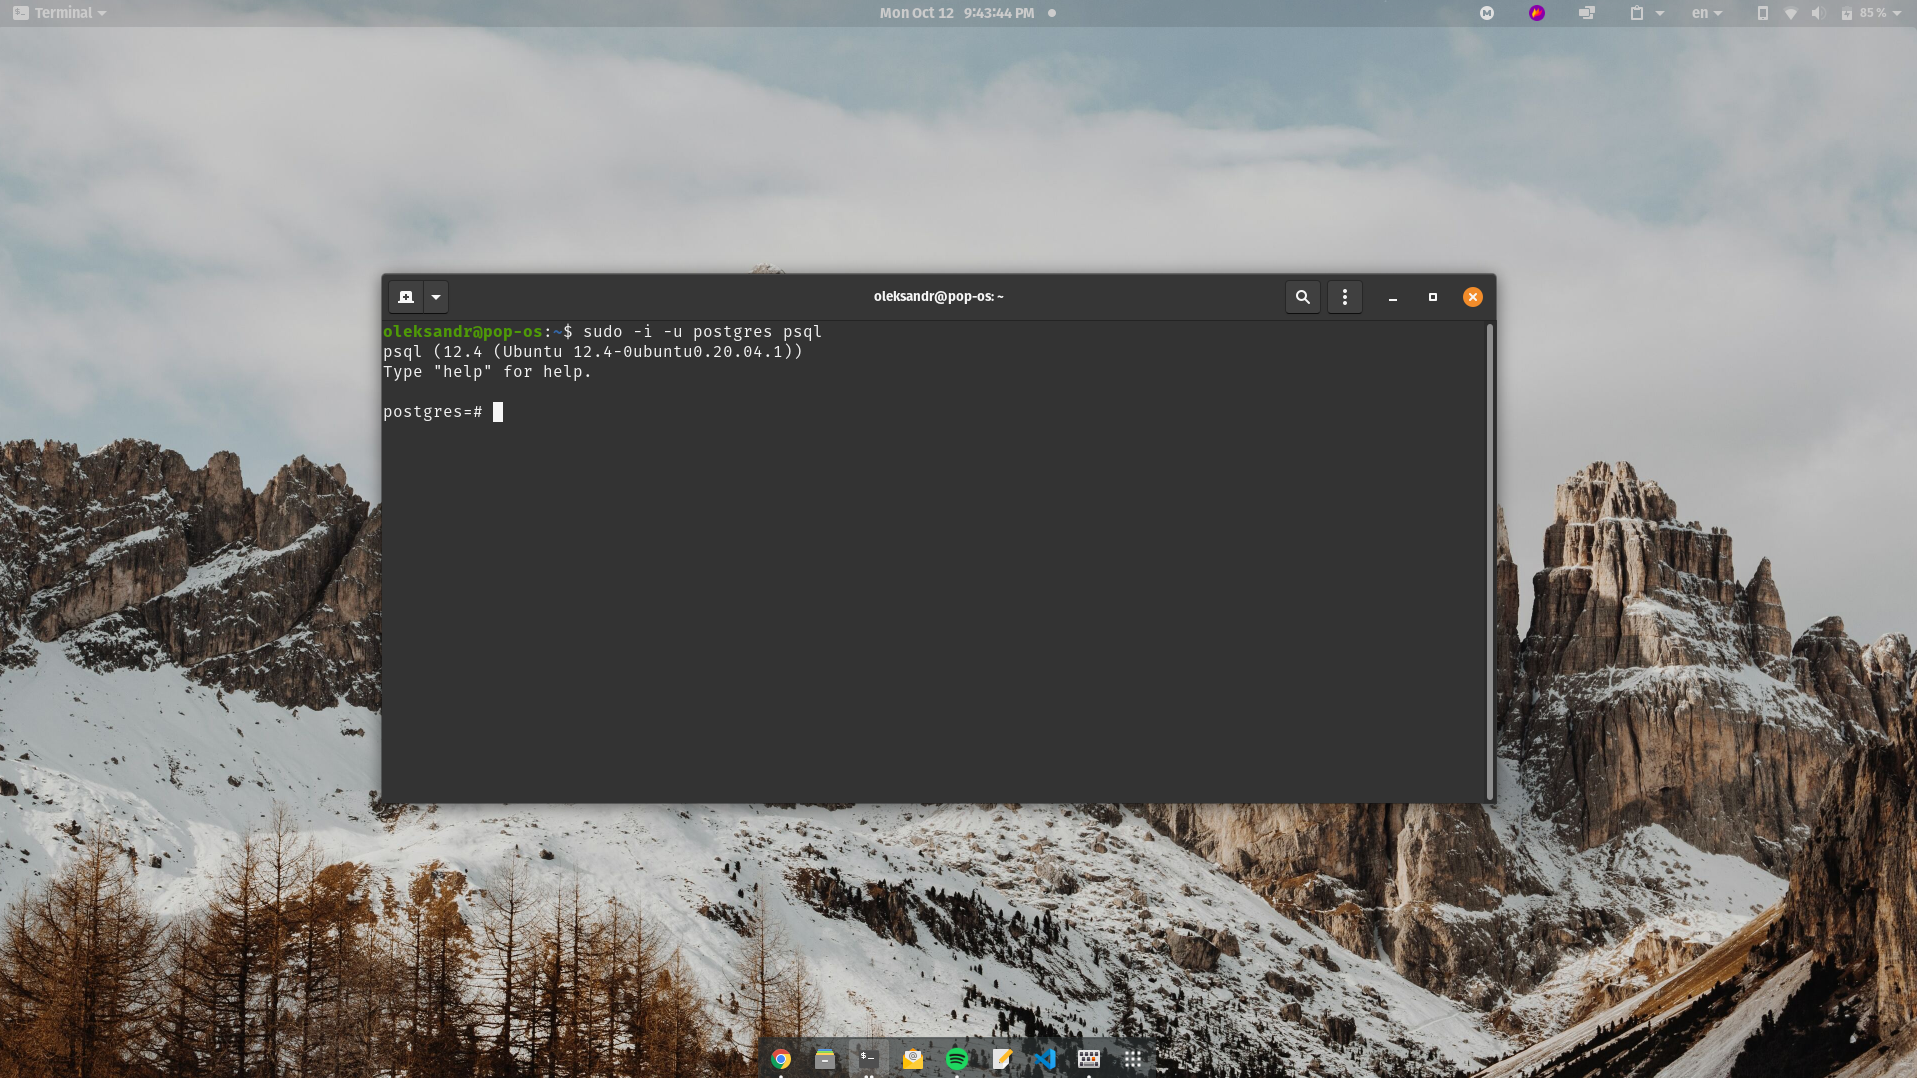 Terminal
Mon Oct 12 9:43:44 PM
en
85 %
oleksandr@pop-os: ~
oleksandr@pop-os:~$ sudo -i -u postgres psql
psql (12.4 (Ubuntu 12.4-0ubuntu0.20.04.1))
Type "help" for help.
postgres=#